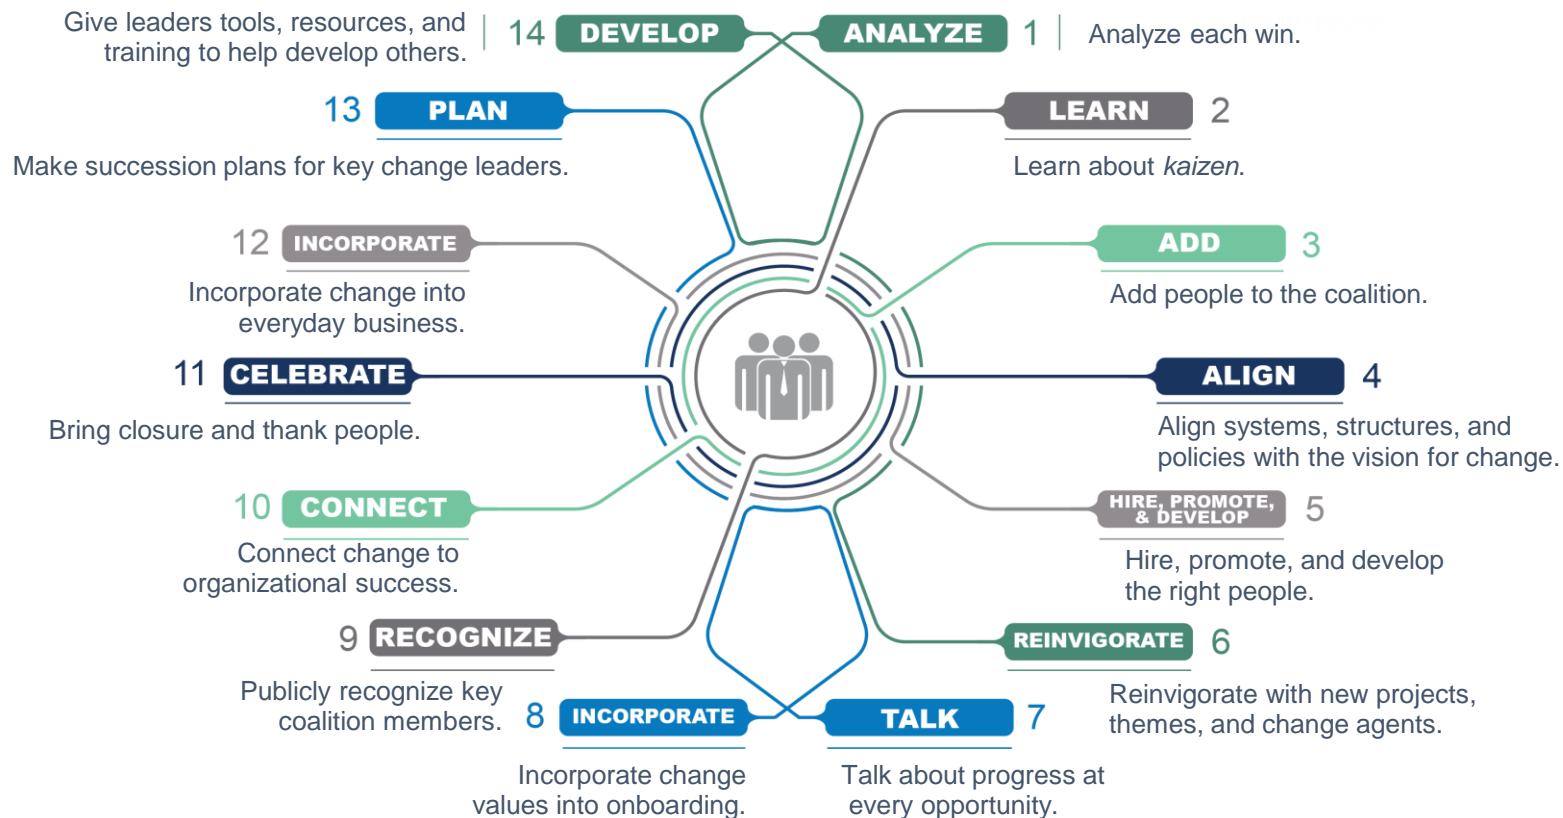 1 ANALYZE
Analyze each win.
2 LEARN
Learn about kaizen.
3 ADD
Add people to the coalition.
4 ALIGN
Align systems, structures, and
policies with the vision for change.
5 HIRE, PROMOTE,
& DEVELOP
Hire, promote, and develop
the right people.
6 REINVIGORATE
Reinvigorate with new projects,
themes, and change agents.
7 TALK
Talk about progress at
every opportunity.
8 INCORPORATE
Incorporate change
values into onboarding.
9 RECOGNIZE
Publicly recognize key
coalition members.
10 CONNECT
Connect change to
organizational success.
11 CELEBRATE
Bring closure and thank people.
12 INCORPORATE
Incorporate change into
everyday business.
13 PLAN
Make succession plans for key change leaders.
14 DEVELOP
Give leaders tools, resources, and
training to help develop others.